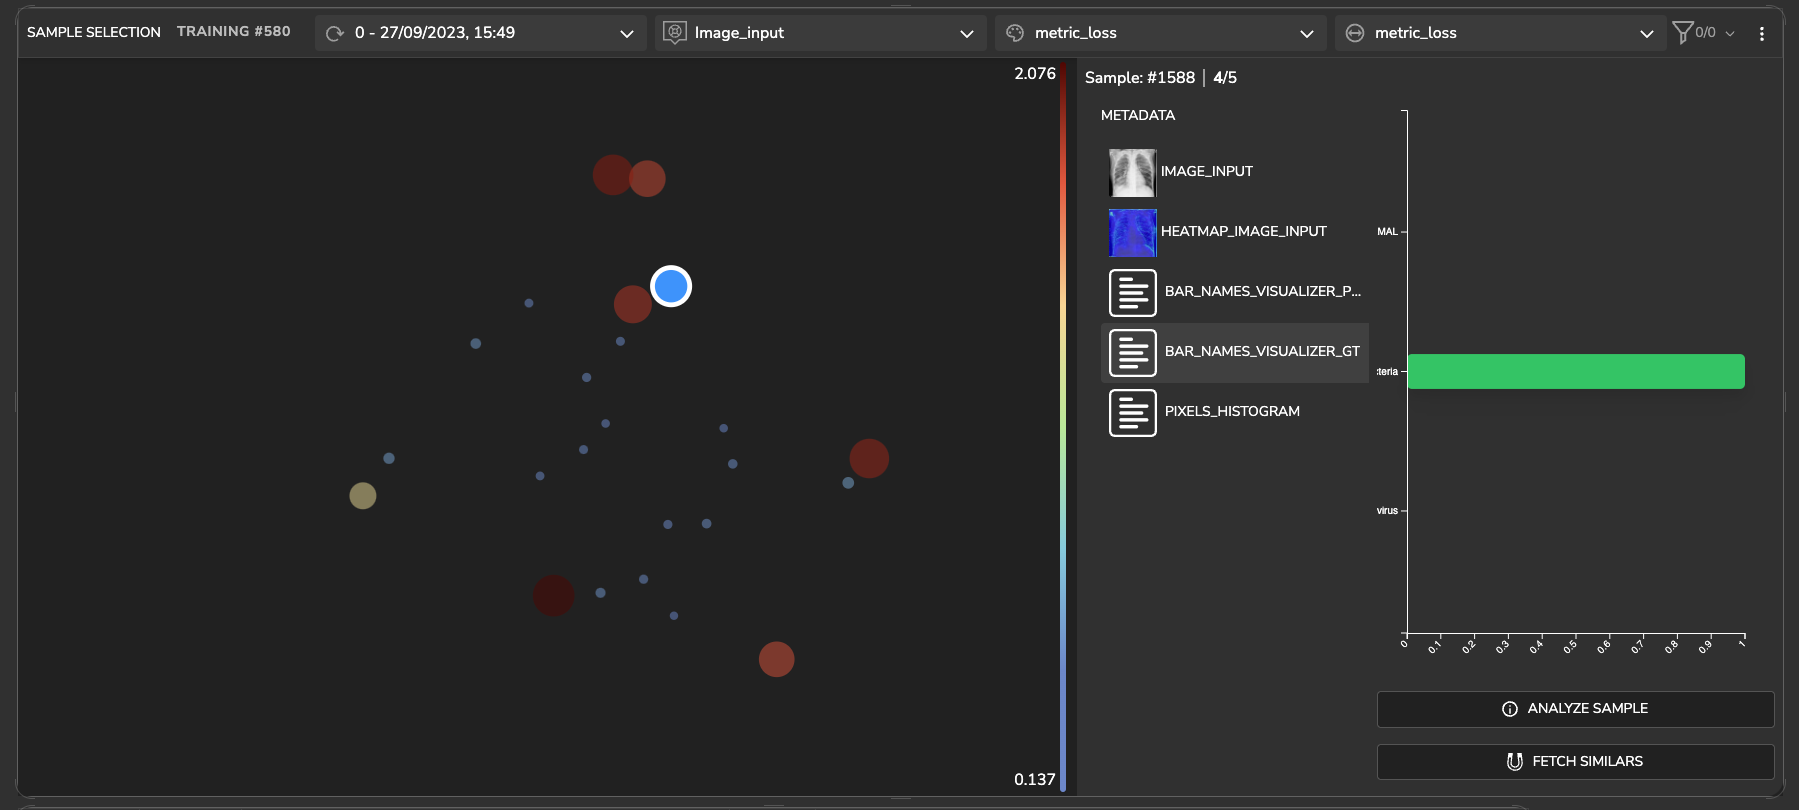 SAMPLE SELECTION TRAINING #580 0 - 27/09/2023, 15:49 Image_input metric_loss metric_loss 0/0
2.076
0.137
Sample: #1588 | 4/5
METADATA
IMAGE_INPUT
HEATMAP_IMAGE_INPUT
BAR_NAMES_VISUALIZER_P...
BAR_NAMES_VISUALIZER_GT
PIXELS_HISTOGRAM
MAL
cteria
virus
0 0.1 0.2 0.3 0.4 0.5 0.6 0.7 0.8 0.9 1
ANALYZE SAMPLE
FETCH SIMILARS